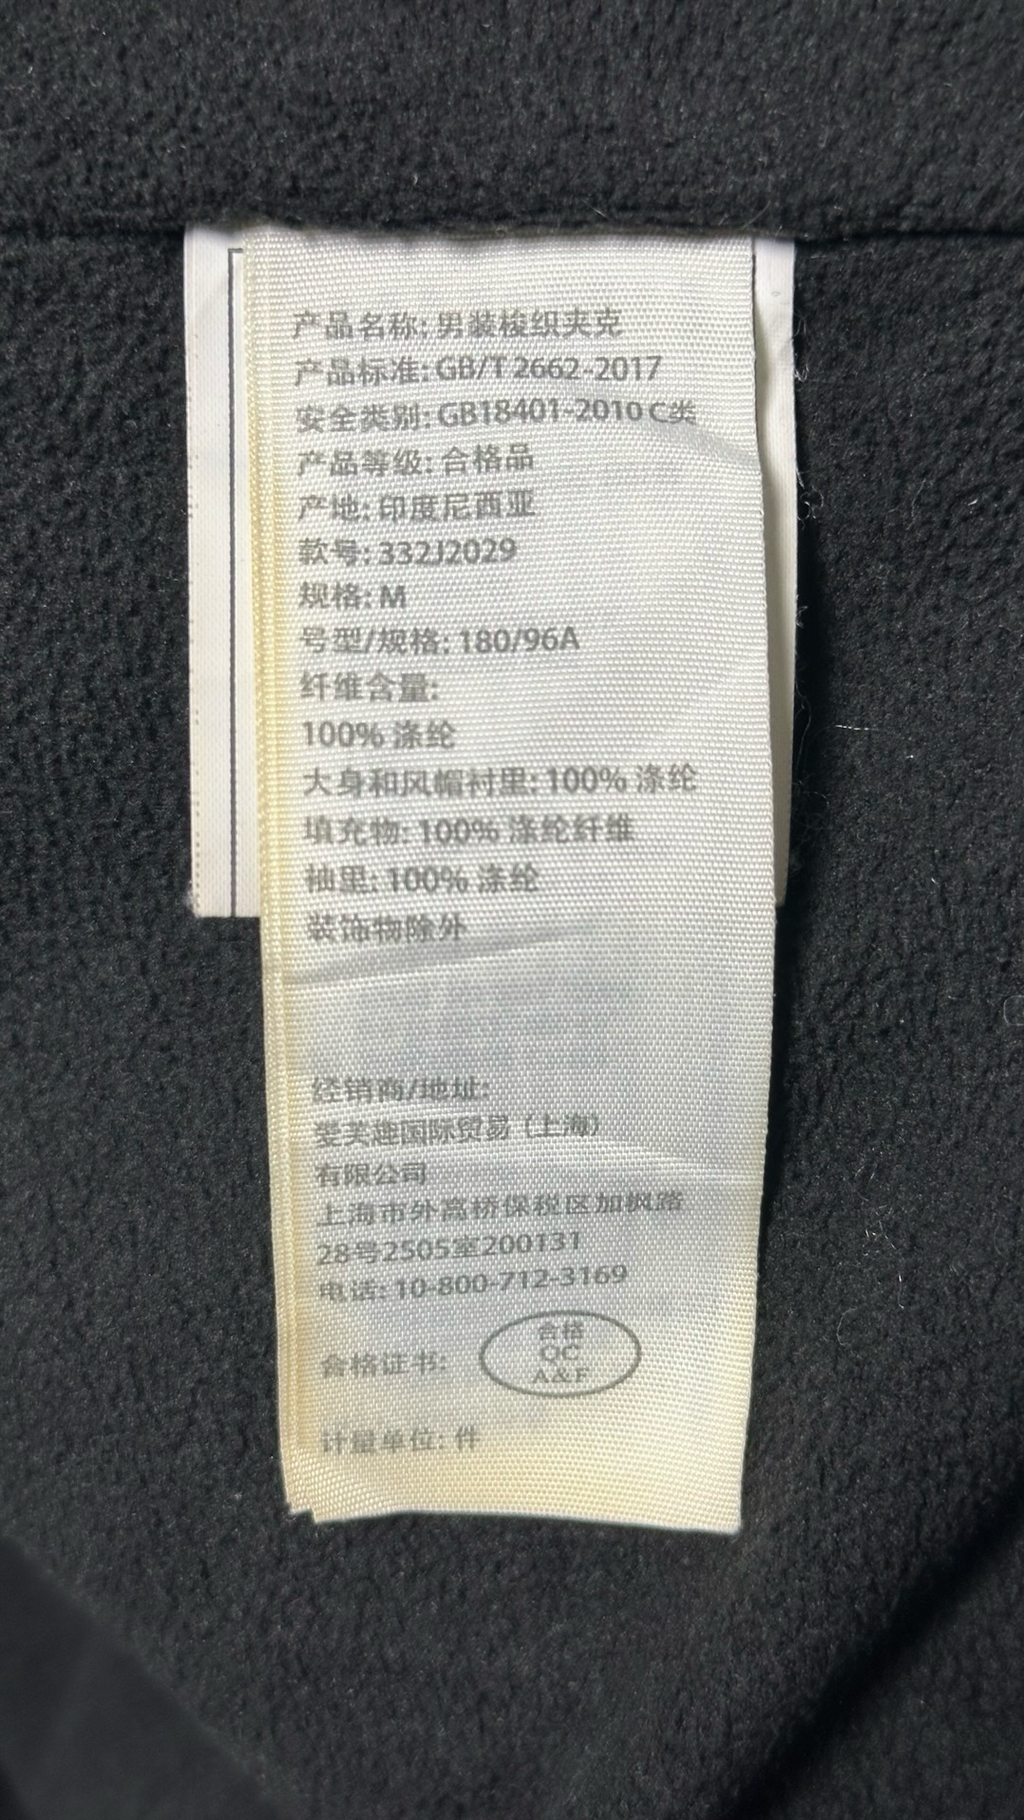 产品名称: 男装梭织夹克
产品标准: GB/T 2662-2017
安全类别: GB18401-2010 C类
产品等级: 合格品
产地: 印度尼西亚
款号: 332J2029
规格: M
号型/规格: 180/96A
纤维含量:
100% 涤纶
大身和风帽衬里: 100% 涤纶
填充物: 100% 涤纶纤维
袖里: 100% 涤纶
装饰物除外
经销商/地址:
爱芙趣国际贸易（上海）
有限公司
上海市外高桥保税区加枫路
28号2505室200131
电话: 10-800-712-3169
合格证书:
合格
QC
A&F
计量单位: 件